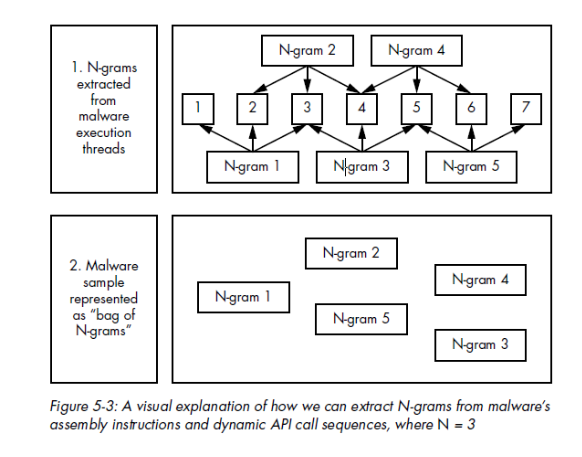 1. N-grams
extracted
from
malware
execution
threads
N-gram 2
N-gram 4
1
2
3
4
5
6
7
N-gram 1
N-gram 3
N-gram 5
2. Malware
sample
represented
as “bag of
N-grams”
N-gram 2
N-gram 4
N-gram 1
N-gram 5
N-gram 3
Figure 5-3: A visual explanation of how we can extract N-grams from malware’s
assembly instructions and dynamic API call sequences, where N = 3